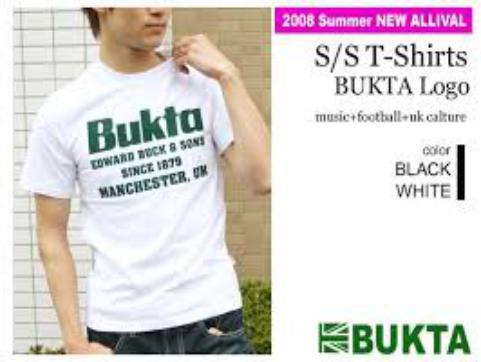 2008 Summer NEW ALLIVAL
S/S T-Shirts
BUKTA Logo
music+football+uk calture
color
BLACK
WHITE
Bukta
EDWARD BUCK & SONS
SINCE 1879
MANCHESTER, UK
BUKTA